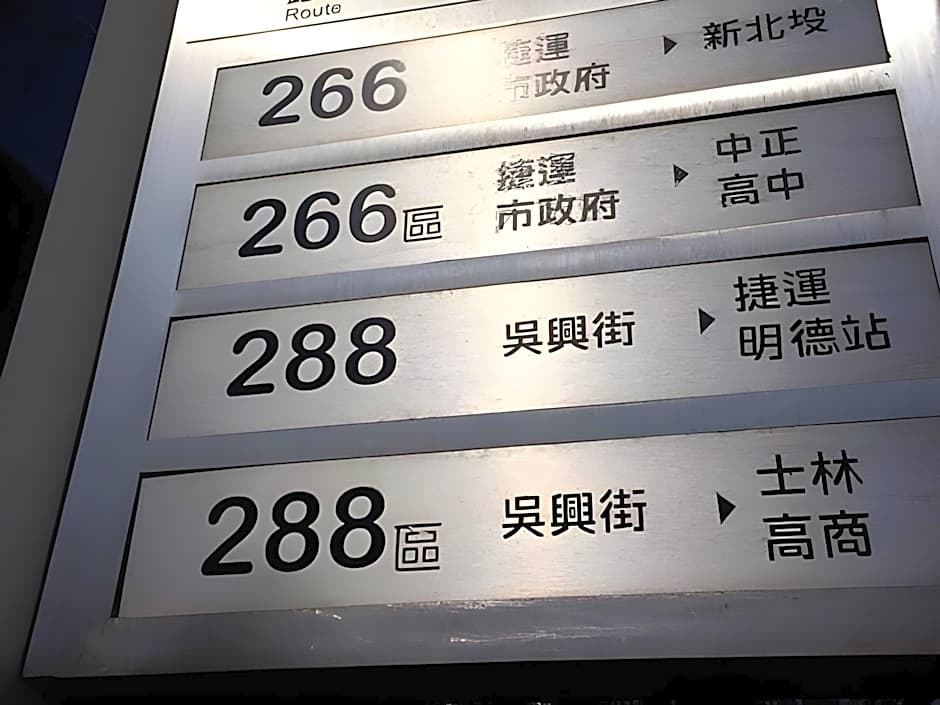 Route
266 捷運 ▶ 新北投
市政府
266區 捷運 ▶ 中正
市政府 高中
288 吳興街 ▶ 捷運
明德站
288區 吳興街 ▶ 士林
高商